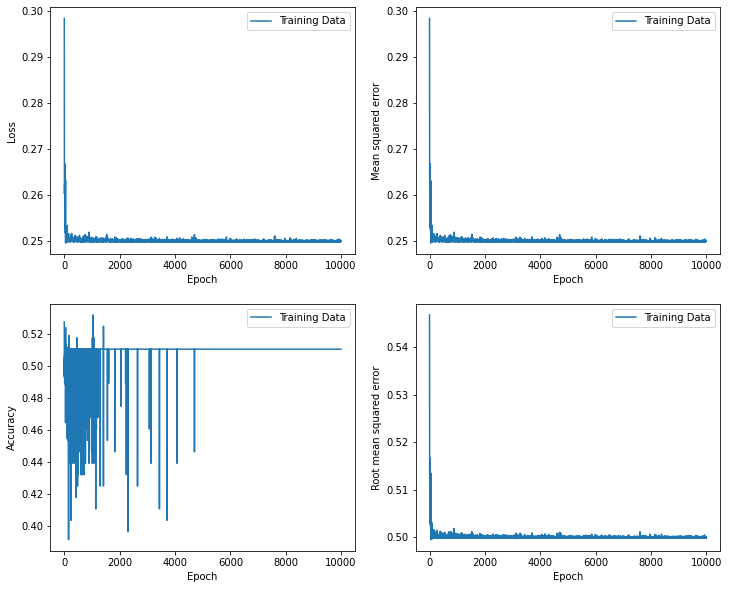 0.30
0.29
0.28
0.27
0.26
0.25
Loss
Training Data
0 2000 4000 6000 8000 10000
Epoch
0.30
0.29
0.28
0.27
0.26
0.25
Mean squared error
Training Data
0 2000 4000 6000 8000 10000
Epoch
0.52
0.50
0.48
0.46
0.44
0.42
0.40
Accuracy
Training Data
0 2000 4000 6000 8000 10000
Epoch
0.54
0.53
0.52
0.51
0.50
Root mean squared error
Training Data
0 2000 4000 6000 8000 10000
Epoch